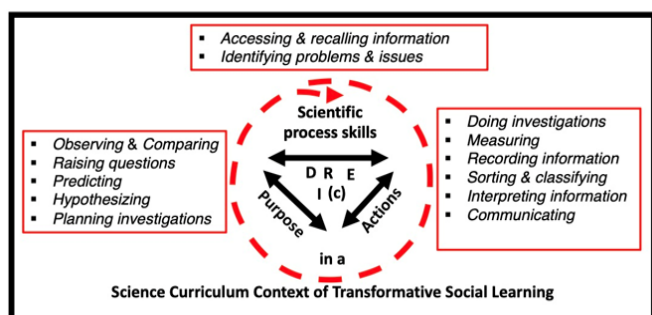 Accessing & recalling information
Identifying problems & issues
Scientific
process skills
Observing & Comparing
Raising questions
Predicting
Hypothesizing
Planning investigations
Doing investigations
Measuring
Recording information
Sorting & classifying
Interpreting information
Communicating
D R E
I (c)
Purpose
Actions
in a
Science Curriculum Context of Transformative Social Learning